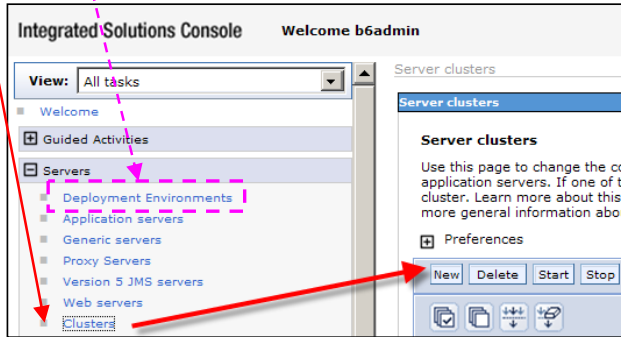 Integrated Solutions Console Welcome b6admin
View: All tasks
Welcome
Guided Activities
Servers
Deployment Environments
Application servers
Generic servers
Proxy Servers
Version 5 JMS servers
Web servers
Clusters
Server clusters
Server clusters
Server clusters
Use this page to change the co
application servers. If one of t
cluster. Learn more about this
more general information abo
Preferences
New Delete Start Stop